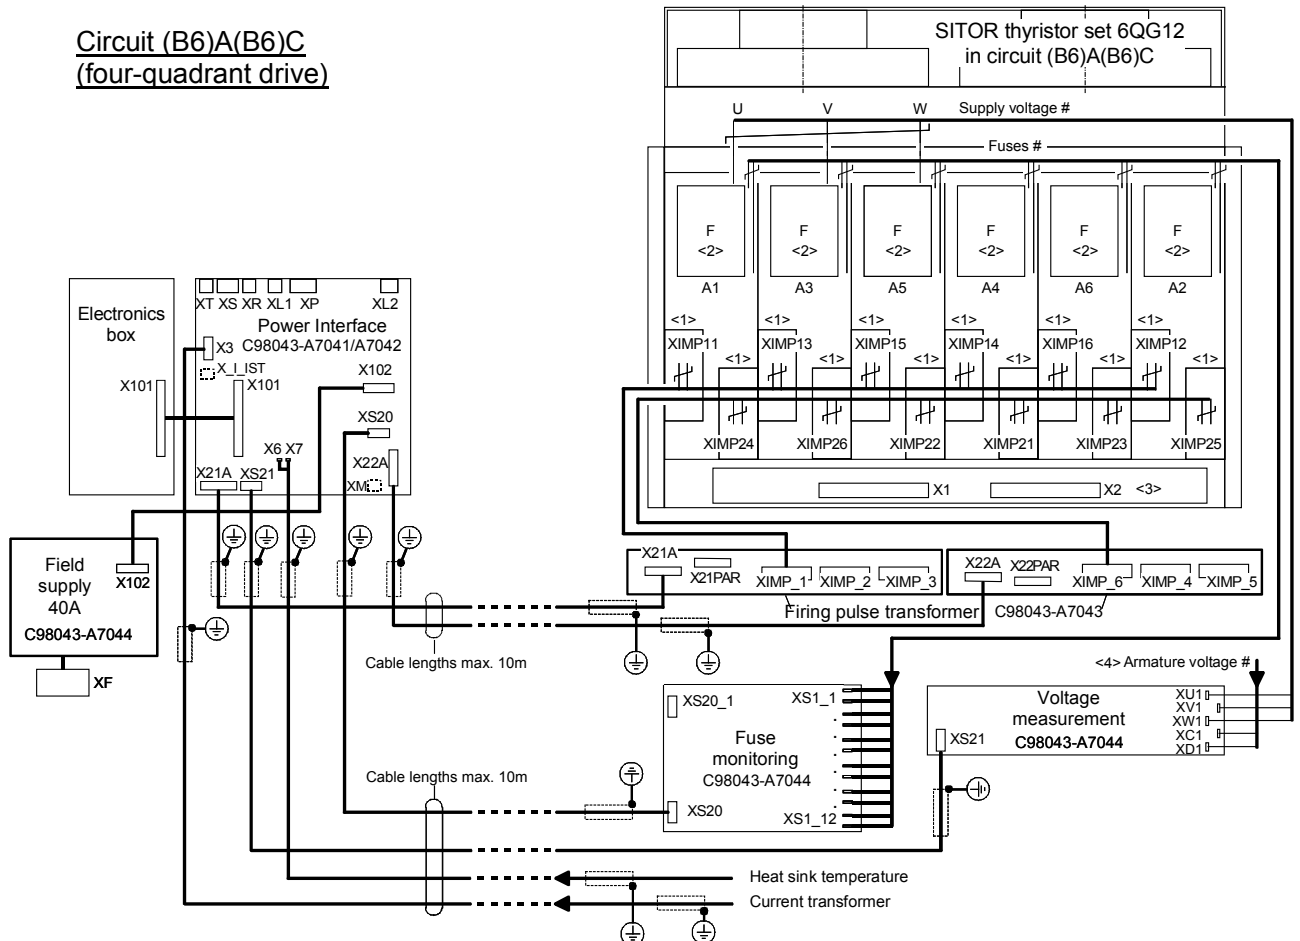 Circuit (B6)A(B6)C
(four-quadrant drive)
SITOR thyristor set 6QG12
in circuit (B6)A(B6)C
U V W Supply voltage #
Fuses #
F F F F F F
<2> <2> <2> <2> <2> <2>
A1 A3 A5 A4 A6 A2
<1> <1> <1> <1> <1> <1>
XIMP11 XIMP13 XIMP15 XIMP14 XIMP16 XIMP12
<1> <1> <1> <1> <1> <1>
XIMP24 XIMP26 XIMP22 XIMP21 XIMP23 XIMP25
X1 X2 <3>
Electronics
box
X101
XT XS XR XL1 XP XL2
Power Interface
C98043-A7041/A7042
X3
X_I_IST
X101
X102
XS20
X6 X7
X22A
X21A XS21
XM
Field
supply
40A
X102
C98043-A7044
XF
X21A
X21PAR
XIMP_1 XIMP_2 XIMP_3
X22A
X22PAR
XIMP_6 XIMP_4 XIMP_5
Firing pulse transformer C98043-A7043
Cable lengths max. 10m
<4> Armature voltage #
XS20_1 XS1_1
Fuse
monitoring
C98043-A7044
XS20
XS1_12
Voltage
measurement
C98043-A7044
XS21
XU1
XV1
XW1
XC1
XD1
Cable lengths max. 10m
Heat sink temperature
Current transformer